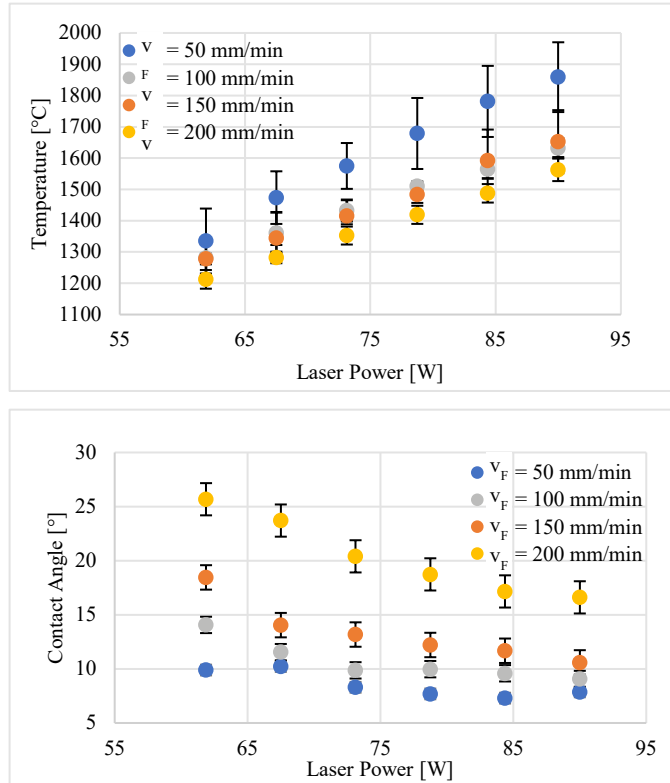 2000
1900
1800
1700
1600
1500
1400
1300
1200
1100
Temperature [°C]
V = 50 mm/min
F = 100 mm/min
V = 150 mm/min
F
V = 200 mm/min
55 65 75 85 95
Laser Power [W]
30
25
20
15
10
5
Contact Angle [°]
vF = 50 mm/min
vF = 100 mm/min
vF = 150 mm/min
vF = 200 mm/min
55 65 75 85 95
Laser Power [W]